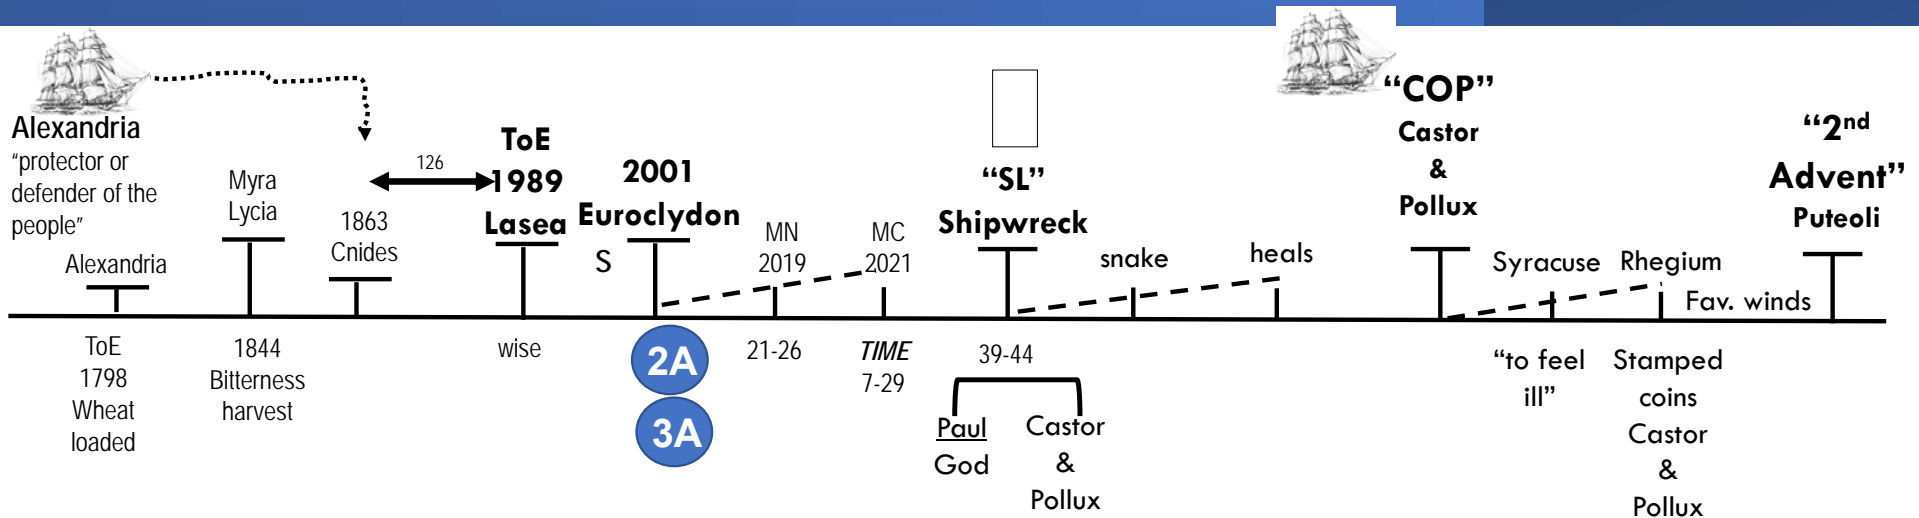 Alexandria
"protector or
defender of the
people"
Alexandria
ToE
1798
Wheat
loaded
Myra
Lycia
1844
Bitterness
harvest
1863
Cnides
126
ToE
1989
Lasea
wise
2001
Euroclydon
S
2A
3A
MN
2019
21-26
MC
2021
TIME
7-29
“SL”
Shipwreck
39-44
Paul
God
Castor
&
Pollux
snake
heals
“COP”
Castor
&
Pollux
Syracuse
“to feel
ill”
Rhegium
Stamped
coins
Castor
&
Pollux
Fav. winds
“2nd
Advent”
Puteoli